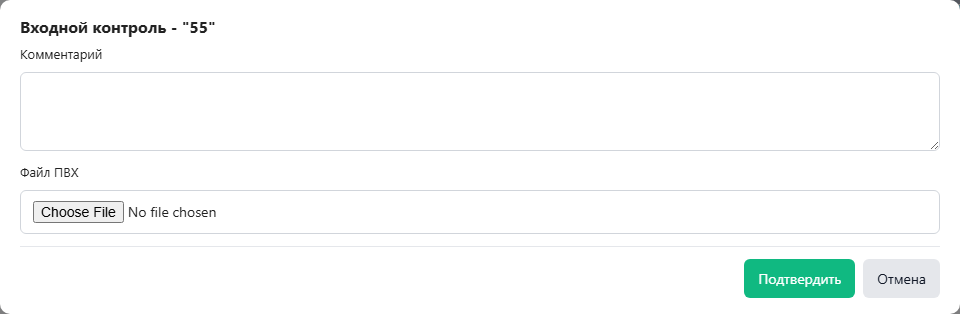 Входной контроль - "55"
Комментарий
Файл ПВХ
Choose File No file chosen
Подтвердить Отмена